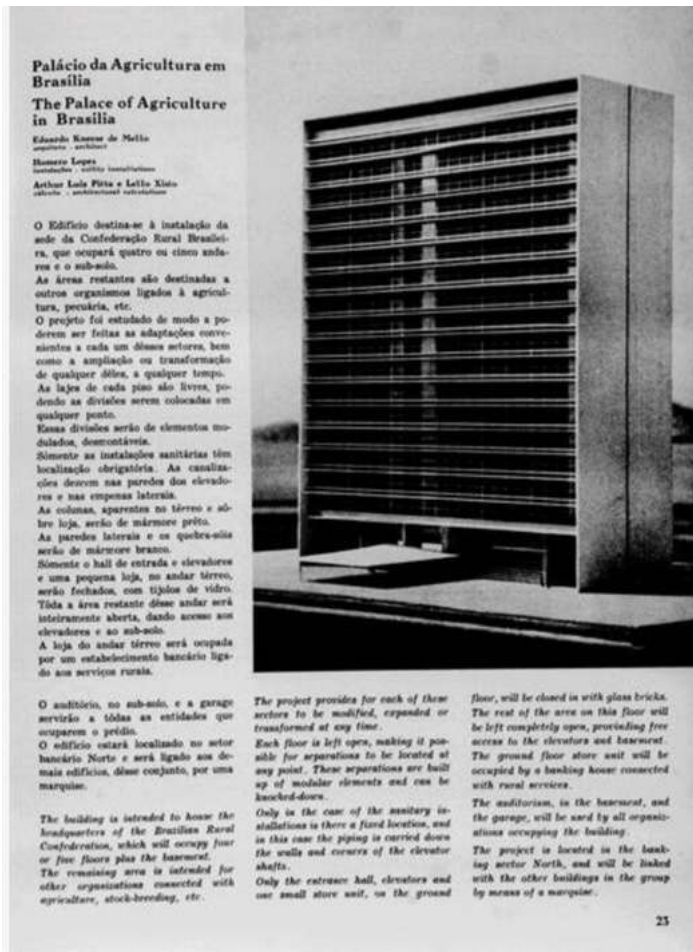 Palácio da Agricultura em
Brasília
The Palace of Agriculture
in Brasilia
Eduardo Kneese de Mello
arquiteto - architect
Homero Lopes
instalações - utility installations
Arthur Luis Pitta e Lelio Xisto
cálculo - architectural calculations
O Edifício destina-se à instalação da
sede da Confederação Rural Brasilei-
ra, que ocupará quatro ou cinco anda-
res e o sub-solo.
As áreas restantes são destinadas a
outros organismos ligados à agricul-
tura, pecuária, etc.
O projeto foi estudado de modo a po-
derem ser feitas as adaptações conve-
nientes a cada um dêsses setores, bem
como a ampliação ou transformação
de qualquer dêles, a qualquer tempo.
As lajes de cada piso são livres, po-
dendo as divisões serem colocadas em
qualquer ponto.
Essas divisões serão de elementos mo-
dulados, desmontáveis.
Sòmente as instalações sanitárias têm
localização obrigatória. As canaliza-
ções descem nas paredes dos elevado-
res e nas empenas laterais.
As colunas, aparentes no térreo e sô-
bre loja, serão de mármore prêto.
As paredes laterais e os quebra-sóis
serão de mármore branco.
Sòmente o hall de entrada e elevadores
e uma pequena loja, no andar térreo,
serão fechados, com tijolos de vidro.
Tôda a área restante dêsse andar será
inteiramente aberta, dando acesso aos
elevadores e ao sub-solo.
A loja do andar térreo será ocupada
por um estabelecimento bancário liga-
do aos serviços rurais.
O auditório, no sub-solo, e a garage
servirão a tôdas as entidades que
ocuparem o prédio.
O edifício estará localizado no setor
bancário Norte e será ligado aos de-
mais edifícios, dêsse conjunto, por uma
marquise.
The building is intended to house the
headquarters of the Brazilian Rural
Confederation, which will occupy four
or five floors plus the basement.
The remaining area is intended for
other organizations connected with
agriculture, stock-breeding, etc.
The project provides for each of these
sectors to be modified, expanded or
transformed at any time.
Each floor is left open, making it pos-
sible for separations to be located at
any point. These separations are built
up of modular elements and can be
knocked-down.
Only in the case of the sanitary in-
stallations is there a fixed location, and
in this case the piping is carried down
the walls and corners of the elevator
shafts.
Only the entrance hall, elevators and
one small store unit, on the ground
floor, will be closed in with glass bricks.
The rest of the area on this floor will
be left completely open, providing free
access to the elevators and basement.
The ground floor store unit will be
occupied by a banking house connected
with rural services.
The auditorium, in the basement, and
the garage, will be used by all organiz-
ations occupying the building.
The project is located in the bank-
ing sector North, and will be linked
with the other buildings in the group
by means of a marquise.
23